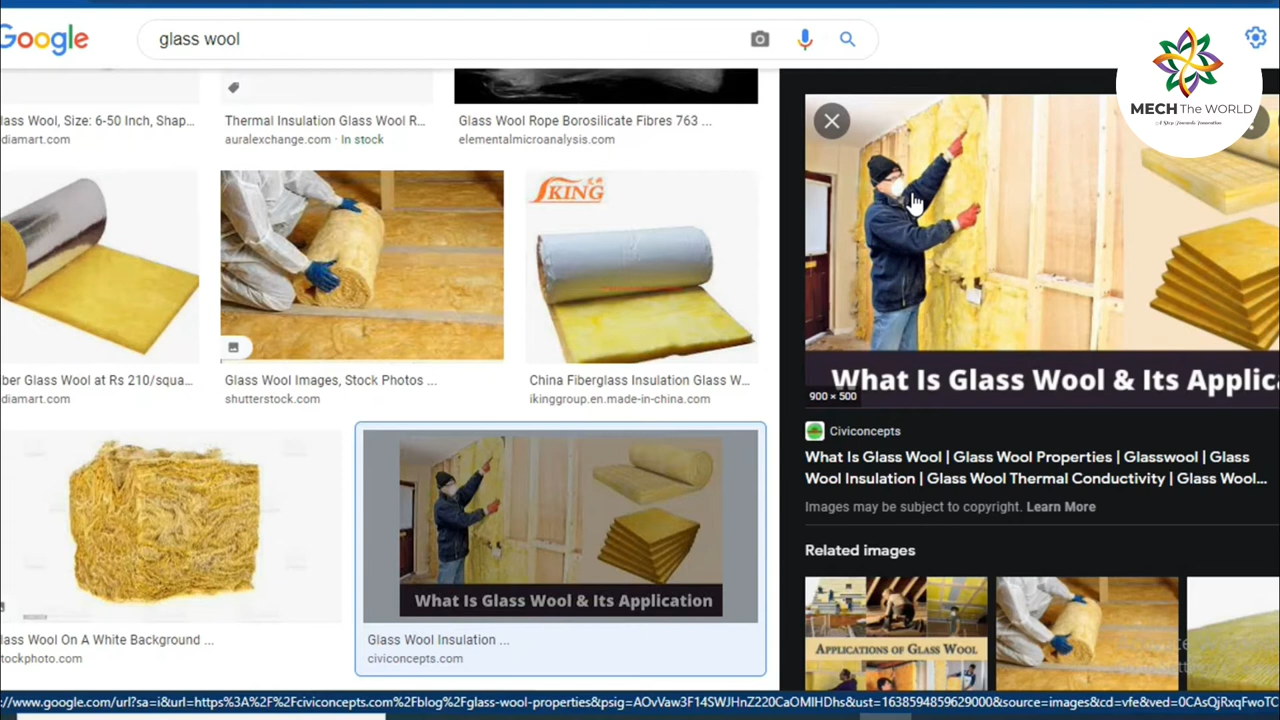 Google
glass wool
MECH The WORLD
lass Wool, Size: 6-50 Inch, Shap...
diamart.com
Thermal Insulation Glass Wool R...
auralexchange.com · In stock
Glass Wool Rope Borosilicate Fibres 763 ...
elementalmicroanalysis.com
KING
ber Glass Wool at Rs 210/squa...
diamart.com
Glass Wool Images, Stock Photos ...
shutterstock.com
China Fiberglass Insulation Glass W...
ikinggroup.en.made-in-china.com
What Is Glass Wool & Its Application
lass Wool On A White Background ...
tockphoto.com
Glass Wool Insulation ...
civiconcepts.com
What Is Glass Wool & Its Applica
900 × 500
Civiconcepts
What Is Glass Wool | Glass Wool Properties | Glasswool | Glass
Wool Insulation | Glass Wool Thermal Conductivity | Glass Wool...
Images may be subject to copyright. Learn More
Related images
APPLICATIONS OF GLASS WOOL
://www.google.com/url?sa=i&url=https%3A%2F%2Fciviconcepts.com%2Fblog%2Fglass-wool-properties&psig=AOvVaw3F14SWJHnZ220CaOMIHDhs&ust=1638594859629000&source=images&cd=vfe&ved=0CAsQjRxqFwoTC